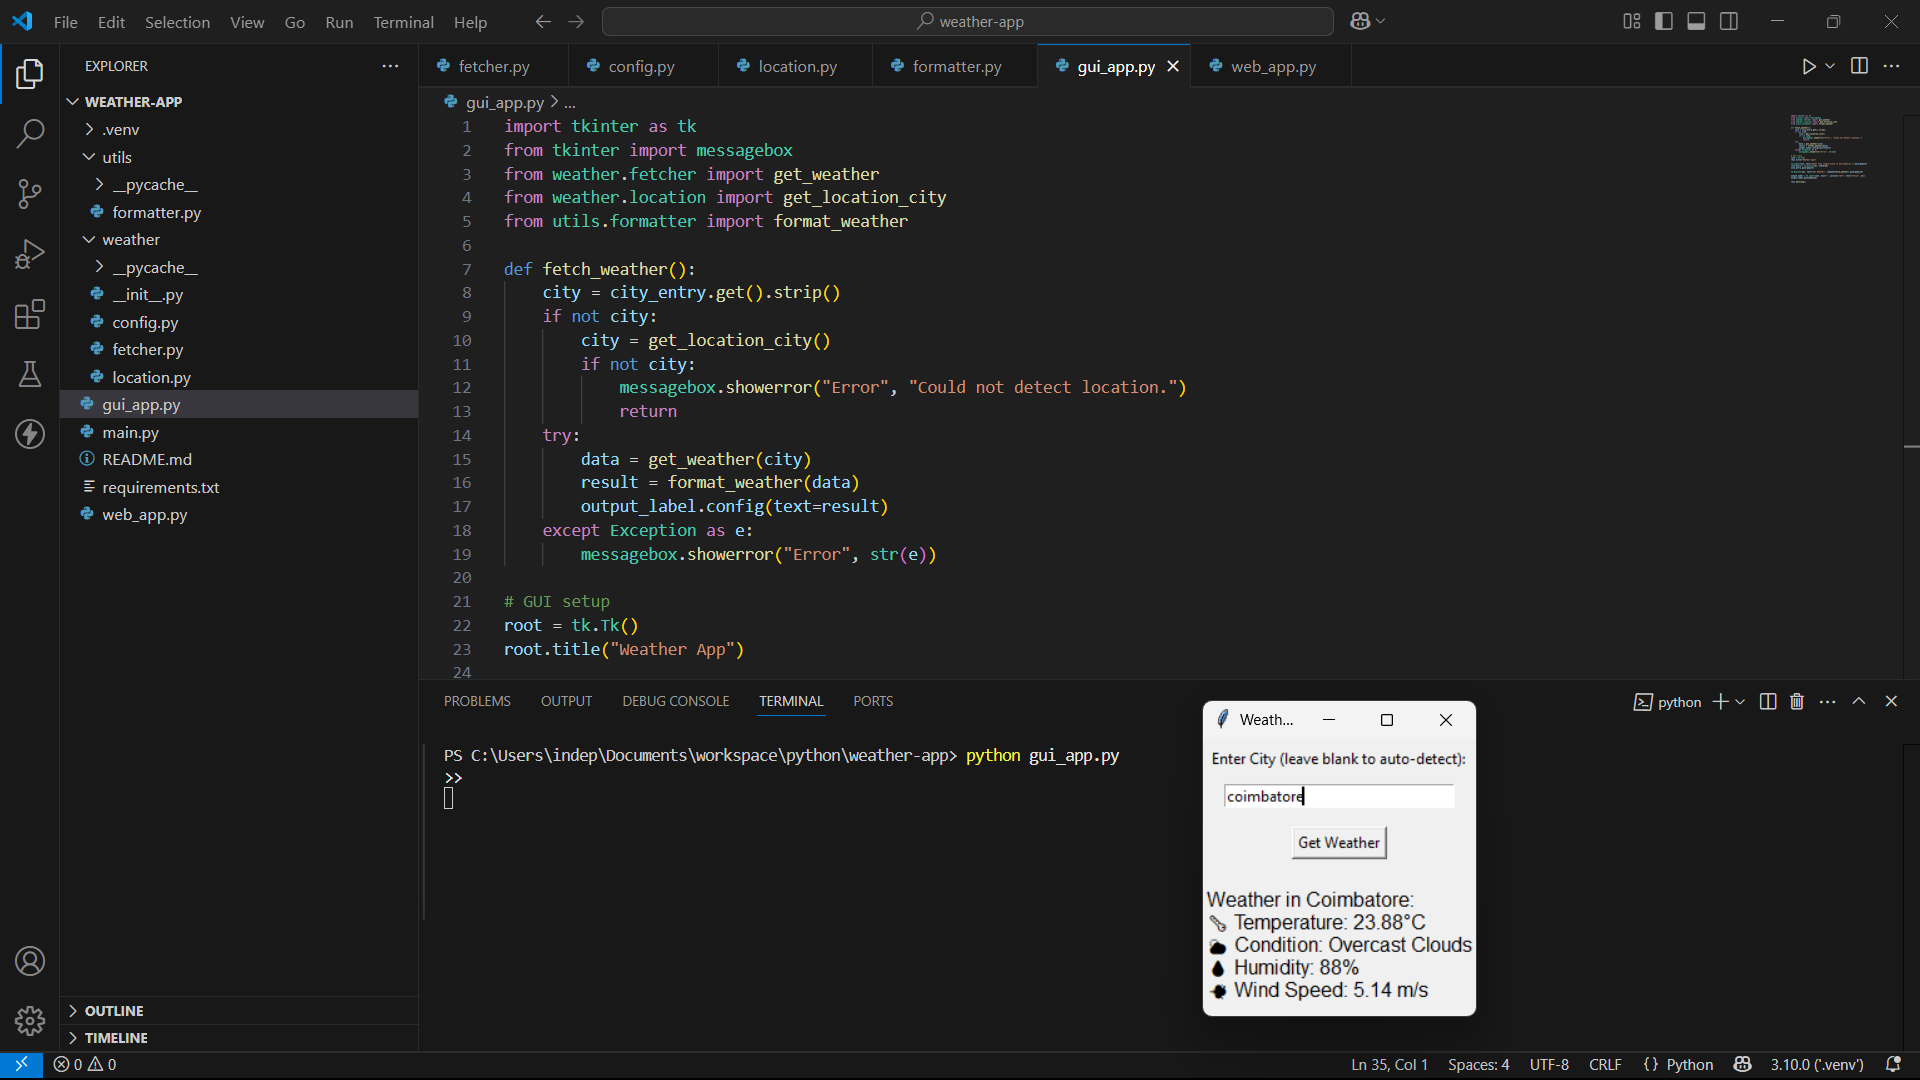 File Edit Selection View Go Run Terminal Help
weather-app
EXPLORER
WEATHER-APP
.venv
utils
__pycache__
formatter.py
weather
__pycache__
__init__.py
config.py
fetcher.py
location.py
gui_app.py
main.py
README.md
requirements.txt
web_app.py
OUTLINE
TIMELINE
fetcher.py config.py location.py formatter.py gui_app.py web_app.py
gui_app.py > ...
1 import tkinter as tk
2 from tkinter import messagebox
3 from weather.fetcher import get_weather
4 from weather.location import get_location_city
5 from utils.formatter import format_weather
6
7 def fetch_weather():
8 city = city_entry.get().strip()
9 if not city:
10 city = get_location_city()
11 if not city:
12 messagebox.showerror("Error", "Could not detect location.")
13 return
14 try:
15 data = get_weather(city)
16 result = format_weather(data)
17 output_label.config(text=result)
18 except Exception as e:
19 messagebox.showerror("Error", str(e))
20
21 # GUI setup
22 root = tk.Tk()
23 root.title("Weather App")
24
PROBLEMS OUTPUT DEBUG CONSOLE TERMINAL PORTS
python
PS C:\Users\indep\Documents\workspace\python\weather-app> python gui_app.py
>>
Weath...
Enter City (leave blank to auto-detect):
coimbatore
Get Weather
Weather in Coimbatore:
Temperature: 23.88°C
Condition: Overcast Clouds
Humidity: 88%
Wind Speed: 5.14 m/s
0 0
Ln 35, Col 1 Spaces: 4 UTF-8 CRLF {} Python 3.10.0 ('.venv')